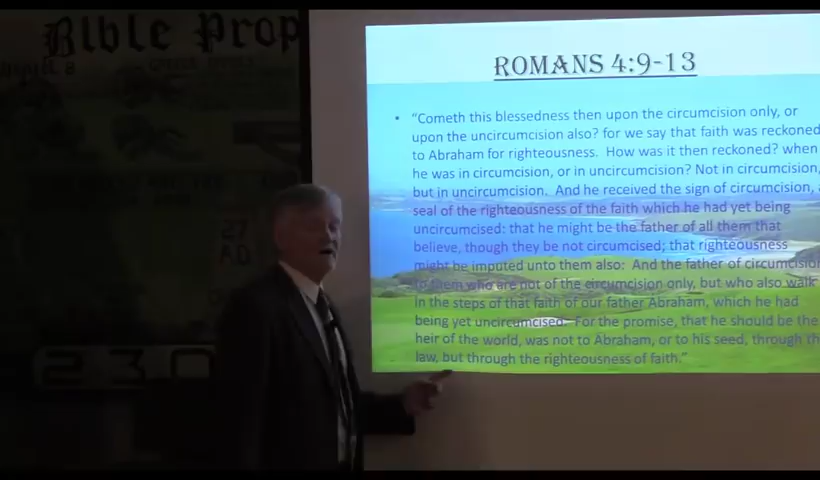 Bible Prop
ROMANS 4:9-13
• "Cometh this blessedness then upon the circumcision only, or
upon the uncircumcision also? for we say that faith was reckoned
to Abraham for righteousness. How was it then reckoned? when
he was in circumcision, or in uncircumcision? Not in circumcision,
but in uncircumcision. And he received the sign of circumcision,
seal of the righteousness of the faith which he had yet being
uncircumised: that he might be the father of all them that
believe, though they be not circumcised; that righteousness
might be imputed unto them also: And the father of circumcisio
to them who are not of the circumcision only, but who also walk
in the steps of that faith of our father Abraham, which he had
being yet uncircumcised. For the promise, that he should be the
heir of the world, was not to Abraham, or to his seed, through th
law, but through the righteousness of faith."
27
A.D
230